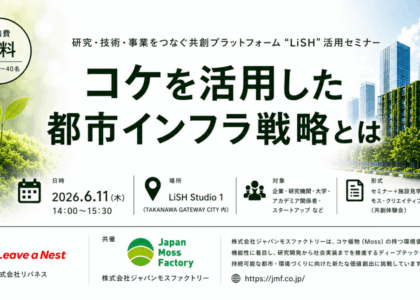 研究・技術・事業をつなぐ共創プラットフォーム “LiSH” 活用セミナー
コケを活用した
都市インフラ戦略とは
加費
料
〜40名
日時
2026.6.11(木)
14:00〜15:30
場所
LiSH Studio 1
(TAKANAWA GATEWAY CITY 内)
対象
企業・研究機関・大学・
アカデミア関係者・
スタートアップ など
形式
セミナー+施設見学
モス・クリエイティ
(共創体験会)
Leave a Nest
株式会社リバネス
共催
Japan
Moss
Factory
株式会社ジャパンモスファクトリー
株式会社ジャパンモスファクトリーは、コケ植物 (Moss) の持つ環境
機能性に着目し、研究開発から社会実装までを推進するディープテック
持続可能な都市・環境づくりに向けた新たな価値創出に挑戦しています
https://jmf.co.jp/